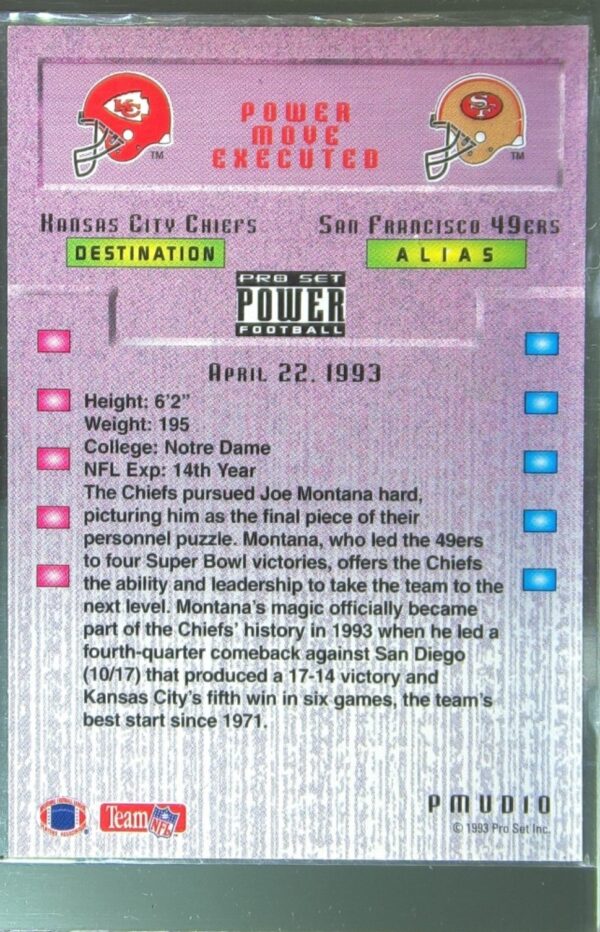 POWER
MOVE
EXECUTED
KC
SF
TM
TM
KANSAS CITY CHIEFS
SAN FRANCISCO 49ERS
DESTINATION
ALIAS
PRO SET
POWER
FOOTBALL
APRIL 22, 1993
Height: 6'2"
Weight: 195
College: Notre Dame
NFL Exp: 14th Year
The Chiefs pursued Joe Montana hard,
picturing him as the final piece of their
personnel puzzle. Montana, who led the 49ers
to four Super Bowl victories, offers the Chiefs
the ability and leadership to take the team to the
next level. Montana's magic officially became
part of the Chiefs' history in 1993 when he led a
fourth-quarter comeback against San Diego
(10/17) that produced a 17-14 victory and
Kansas City's fifth win in six games, the team's
best start since 1971.
Team NFL
PMUD10
© 1993 Pro Set Inc.